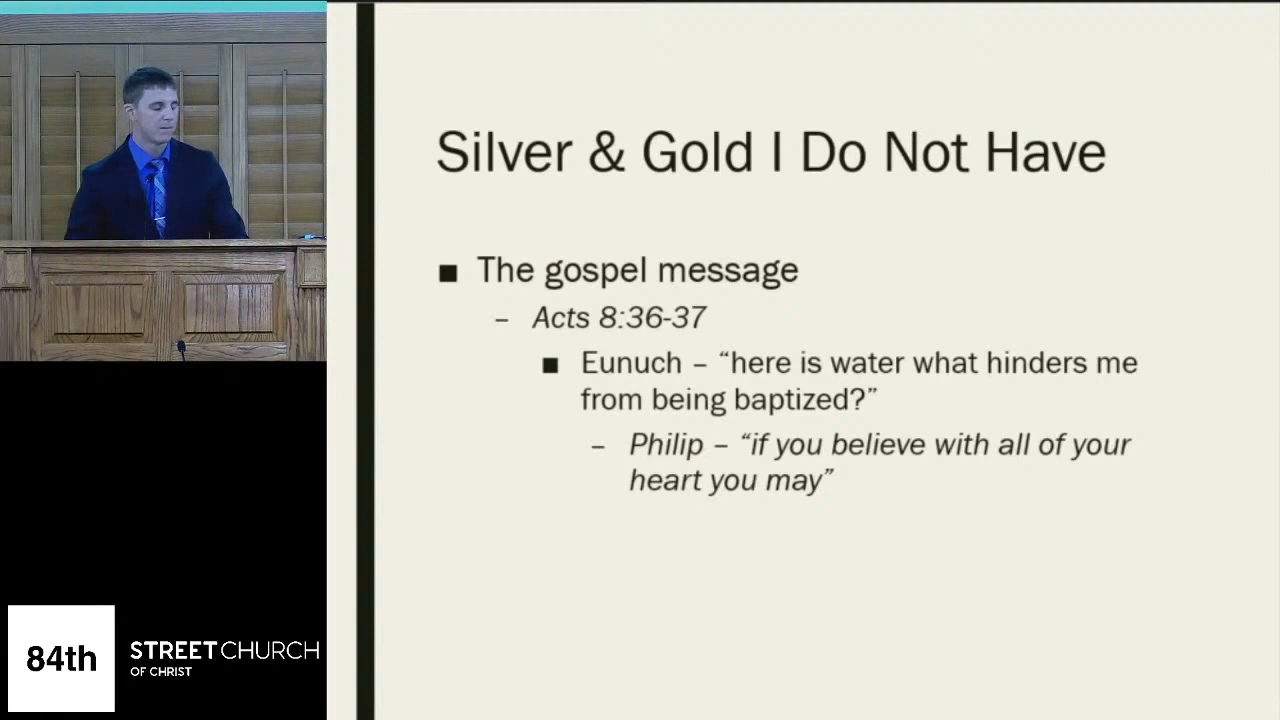 Silver & Gold I Do Not Have
■ The gospel message
– Acts 8:36-37
■ Eunuch – “here is water what hinders me
from being baptized?”
– Philip – “if you believe with all of your
heart you may”
84th
STREET CHURCH
OF CHRIST